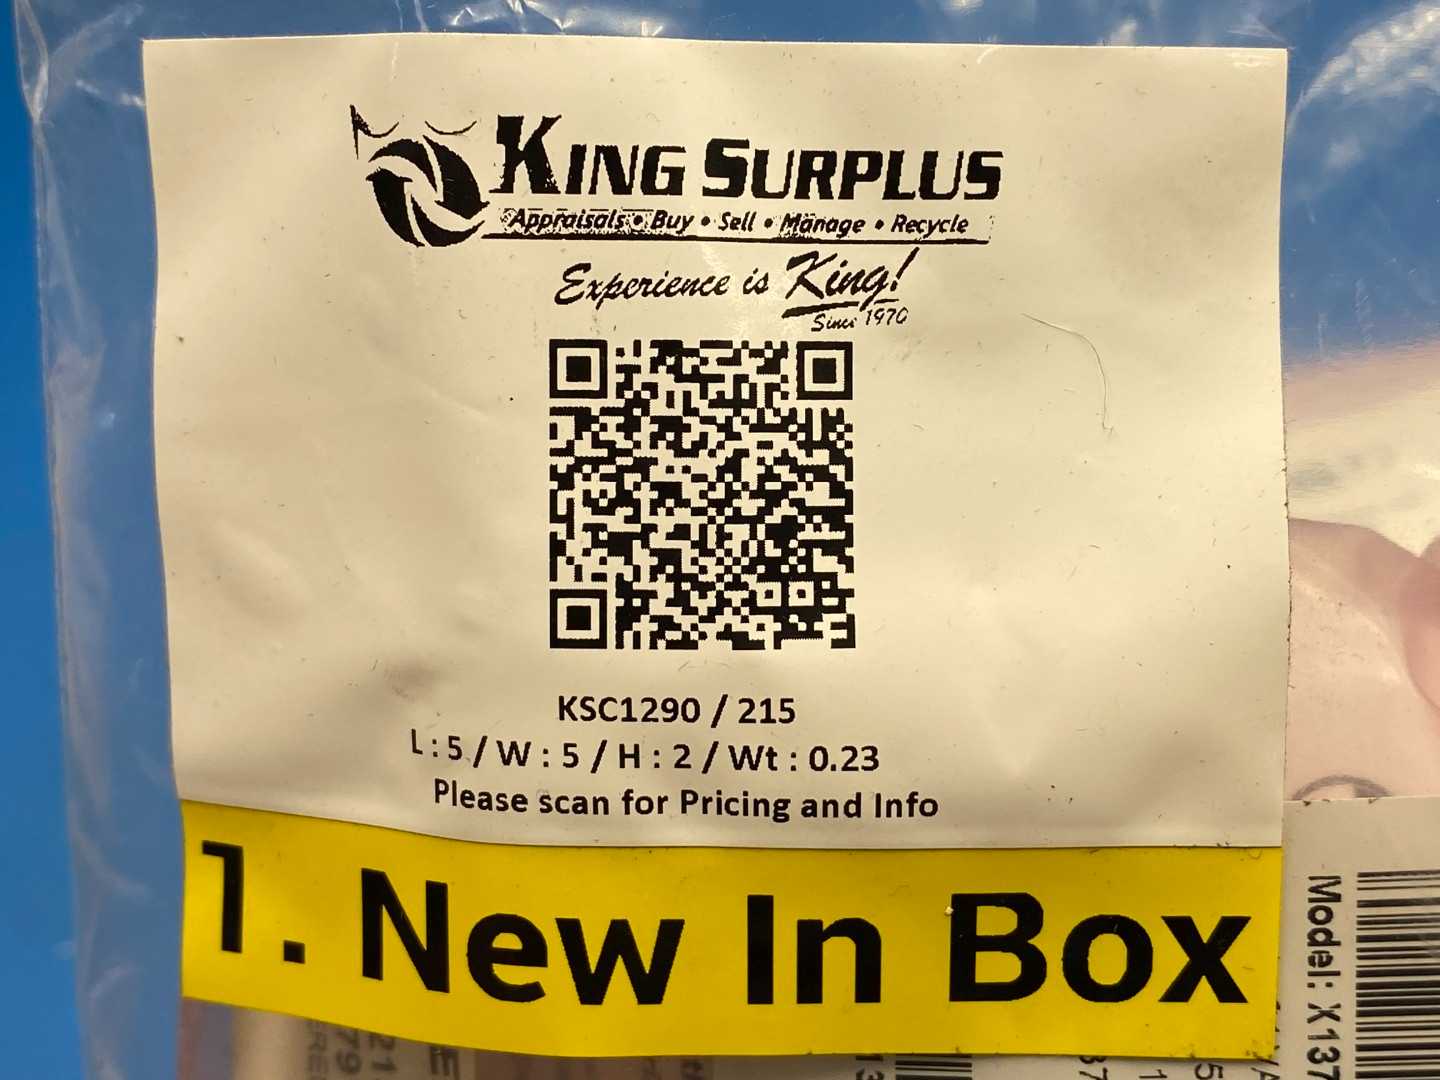 KING SURPLUS
Appraisals • Buy • Sell • Manage • Recycle
Experience is King!
Since 1970
KSC1290 / 215
L : 5 / W : 5 / H : 2 / Wt : 0.23
Please scan for Pricing and Info
1. New In Box
Model: X137